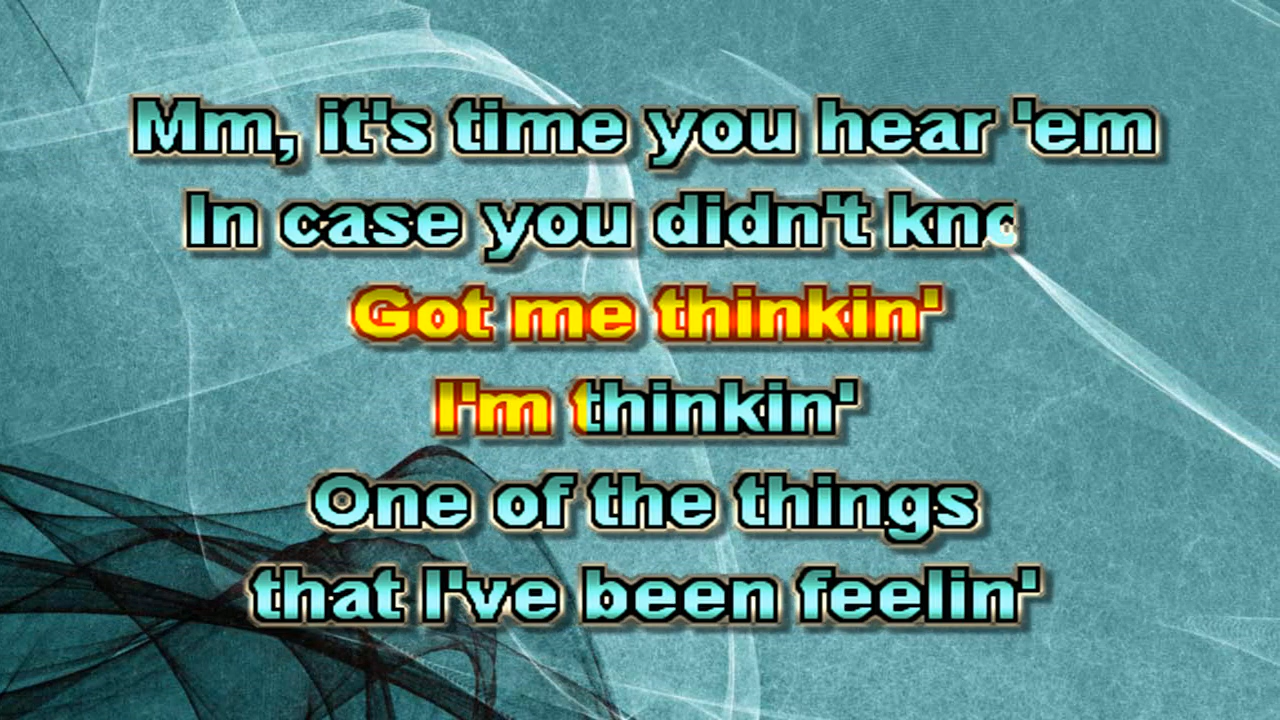 Mm, it's time you hear 'em
In case you didn't kno
Got me thinkin'
I'm thinkin'
One of the things
that I've been feelin'